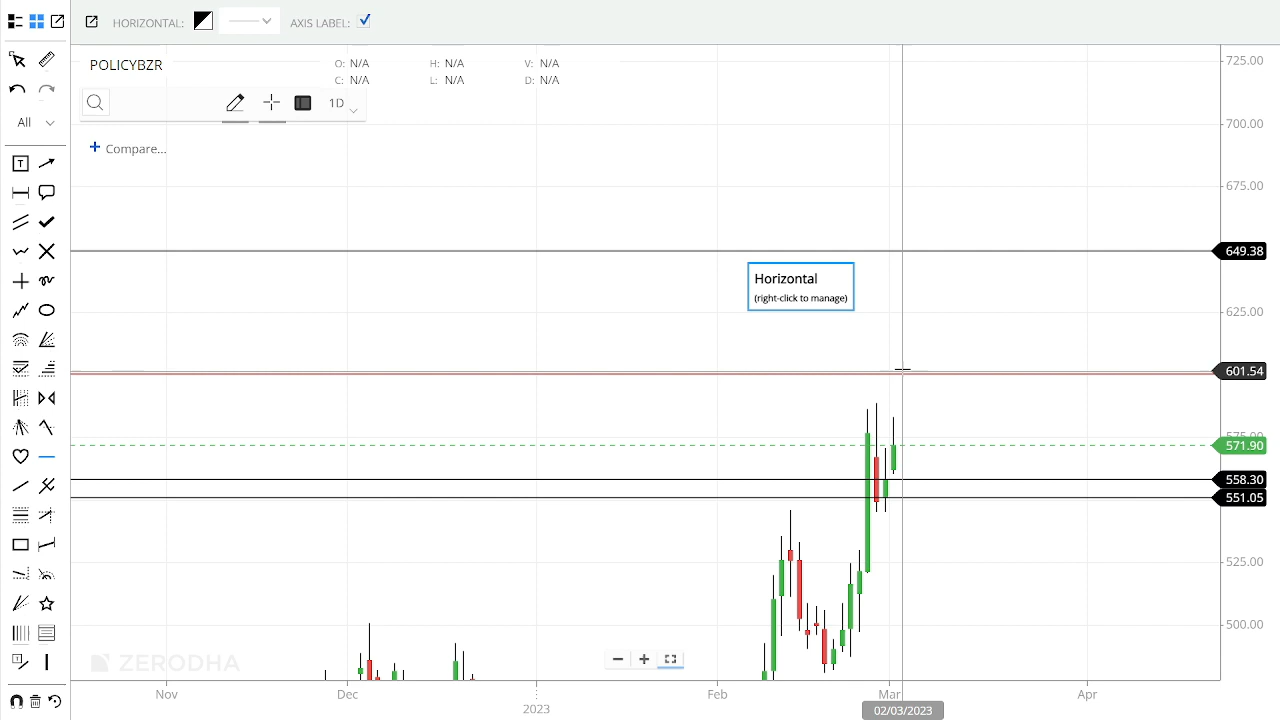 HORIZONTAL:
AXIS LABEL:
POLICYBZR
O: N/A H: N/A V: N/A
C: N/A L: N/A D: N/A
1D
All
+ Compare...
T
725.00
700.00
675.00
649.38
Horizontal
(right-click to manage)
625.00
601.54
575.00
571.90
558.30
551.05
525.00
500.00
ZERODHA
Nov Dec Feb Mar Apr
2023
02/03/2023